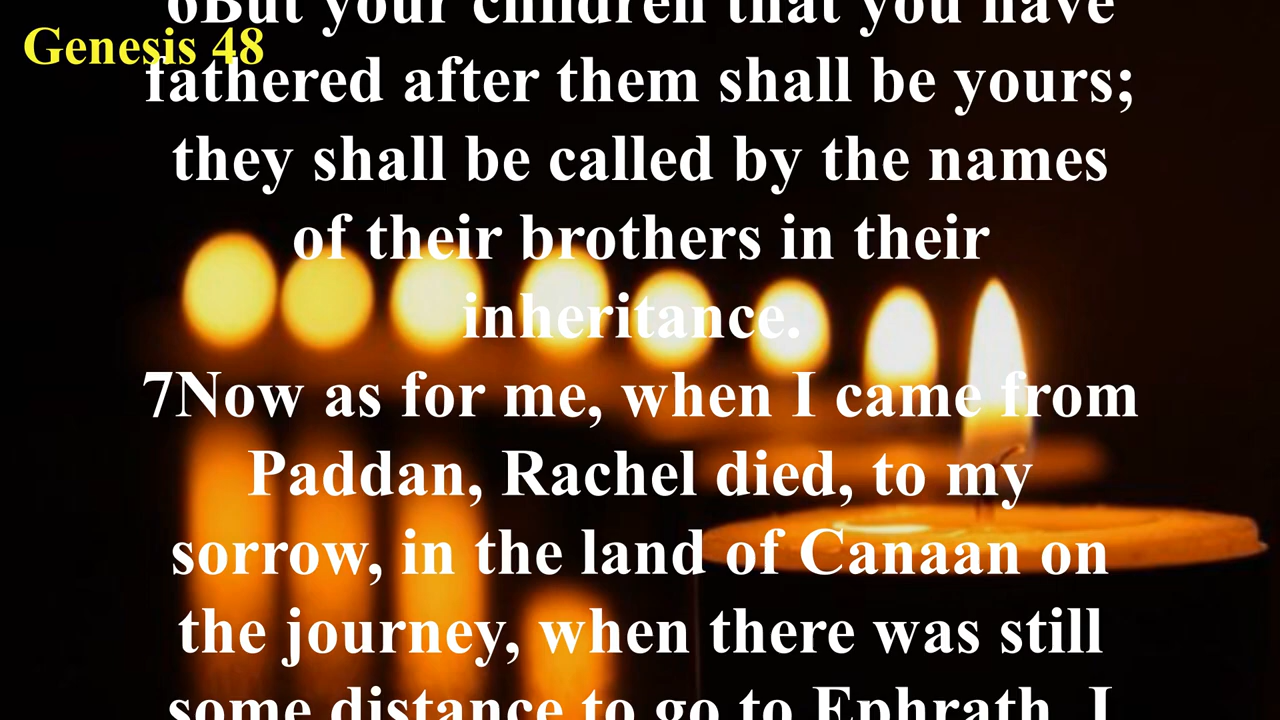 Genesis 48
6But your children that you have
fathered after them shall be yours;
they shall be called by the names
of their brothers in their
inheritance.
7Now as for me, when I came from
Paddan, Rachel died, to my
sorrow, in the land of Canaan on
the journey, when there was still
some distance to go to Ephrath. I